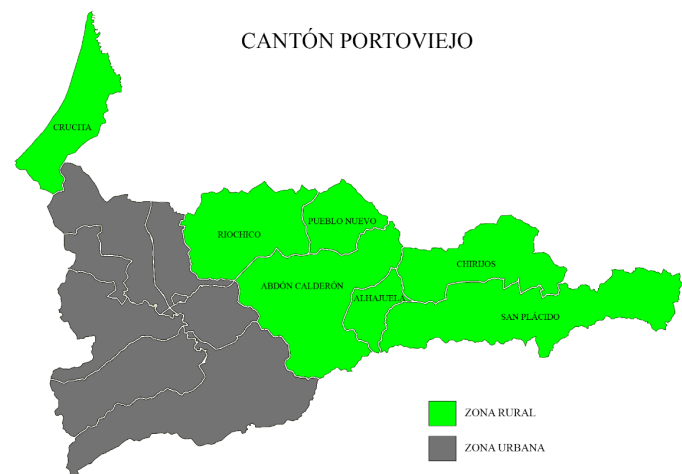 CANTÓN PORTOVIEJO
CRUCITA
PUEBLO NUEVO
RIOCHICO
CHIRIJOS
ABDÓN CALDERÓN
ALHAJUELA
SAN PLÁCIDO
ZONA RURAL
ZONA URBANA